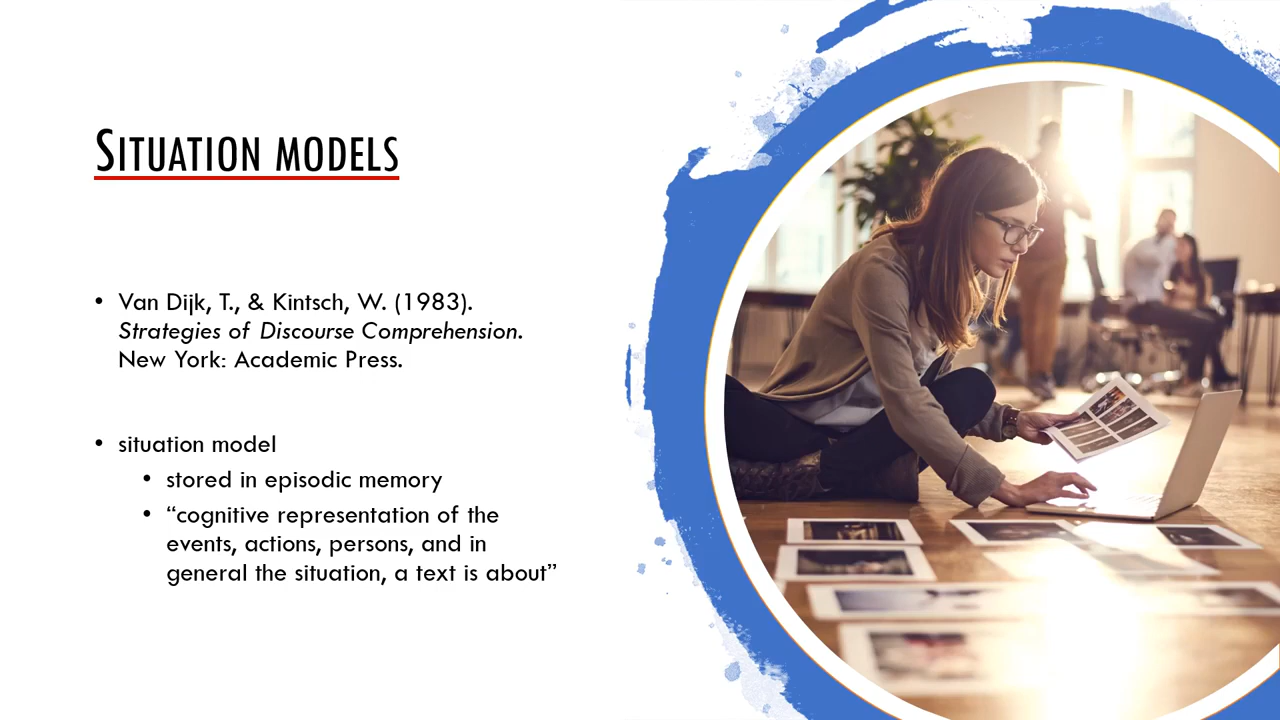 SITUATION MODELS
• Van Dijk, T., & Kintsch, W. (1983).
Strategies of Discourse Comprehension.
New York: Academic Press.
• situation model
• stored in episodic memory
• “cognitive representation of the
events, actions, persons, and in
general the situation, a text is about”